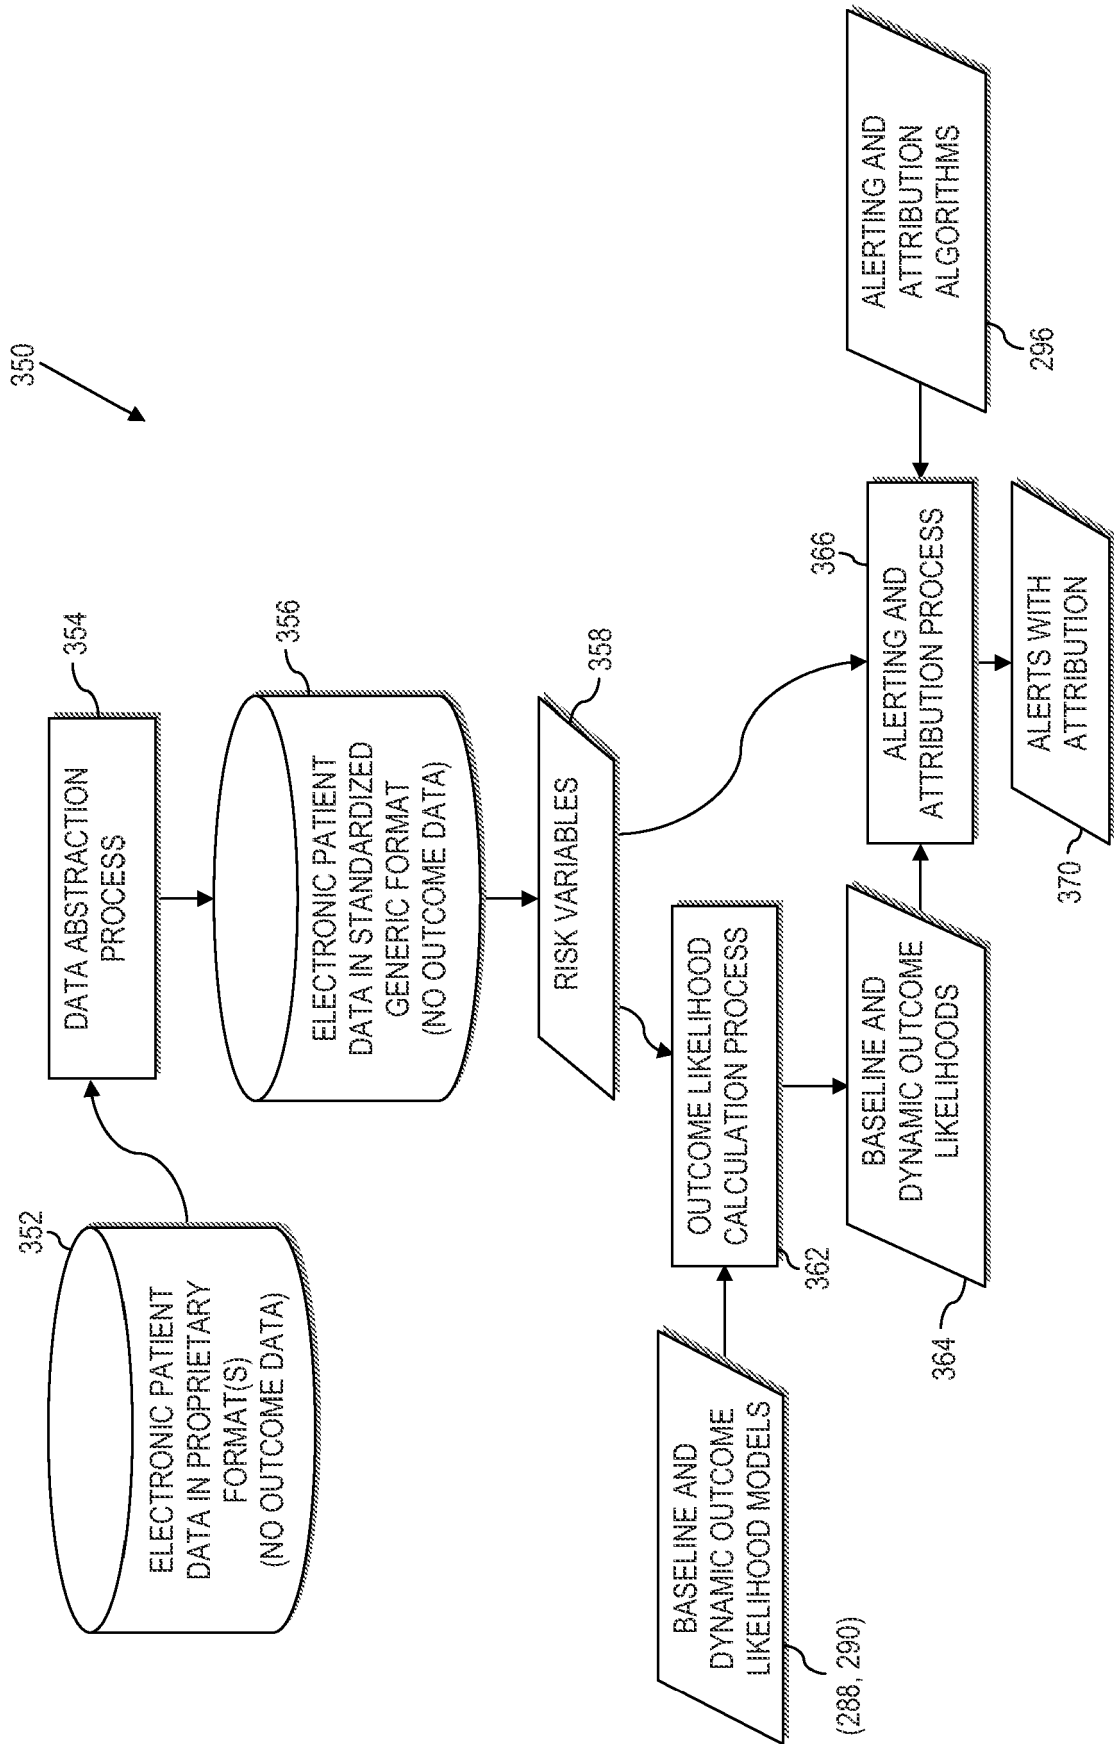 350
352
ELECTRONIC PATIENT
DATA IN PROPRIETARY
FORMAT(S)
(NO OUTCOME DATA)
354
DATA ABSTRACTION
PROCESS
356
ELECTRONIC PATIENT
DATA IN STANDARDIZED
GENERIC FORMAT
(NO OUTCOME DATA)
358
RISK VARIABLES
BASELINE AND
DYNAMIC OUTCOME
LIKELIHOOD MODELS
(288, 290)
OUTCOME LIKELIHOOD
CALCULATION PROCESS
362
BASELINE AND
DYNAMIC OUTCOME
LIKELIHOODS
364
366
ALERTING AND
ATTRIBUTION PROCESS
ALERTING AND
ATTRIBUTION
ALGORITHMS
296
ALERTS WITH
ATTRIBUTION
370